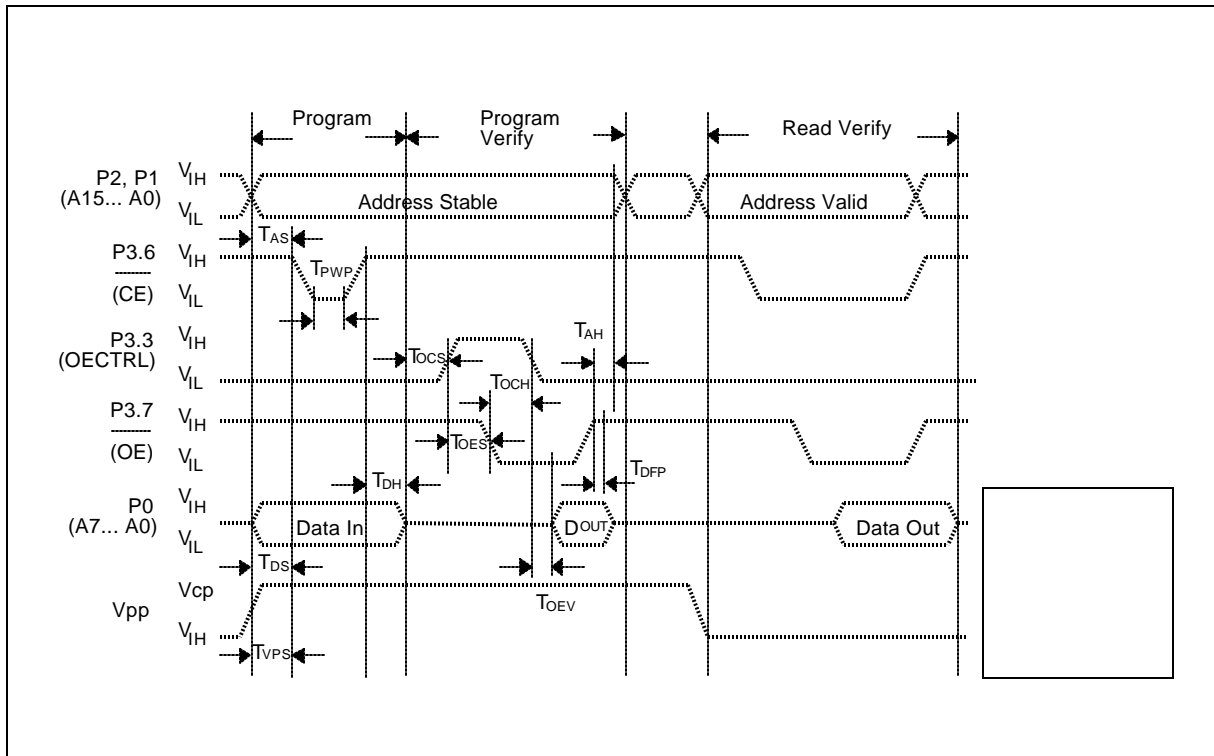 Program
Program
Verify
Read Verify
P2, P1
(A15... A0)
VIH
VIL
Address Stable
Address Valid
TAS
P3.6
(CE)
VIH
VIL
TPWP
P3.3
(OECTRL)
VIH
VIL
TOCS
TAH
TOCH
P3.7
(OE)
VIH
VIL
TOES
TDFP
TDH
P0
(A7... A0)
VIH
VIL
Data In
DOUT
Data Out
TDS
TOEV
Vpp
Vcp
VIH
TVPS